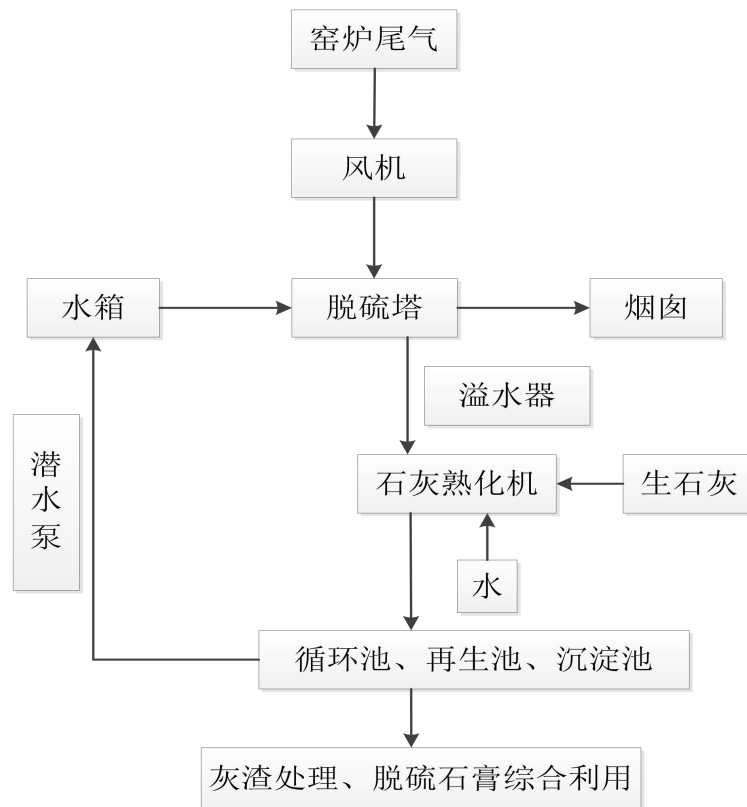 窑炉尾气
风机
水箱
脱硫塔
烟囱
溢水器
潜水泵
石灰熟化机
生石灰
水
循环池、再生池、沉淀池
灰渣处理、脱硫石膏综合利用